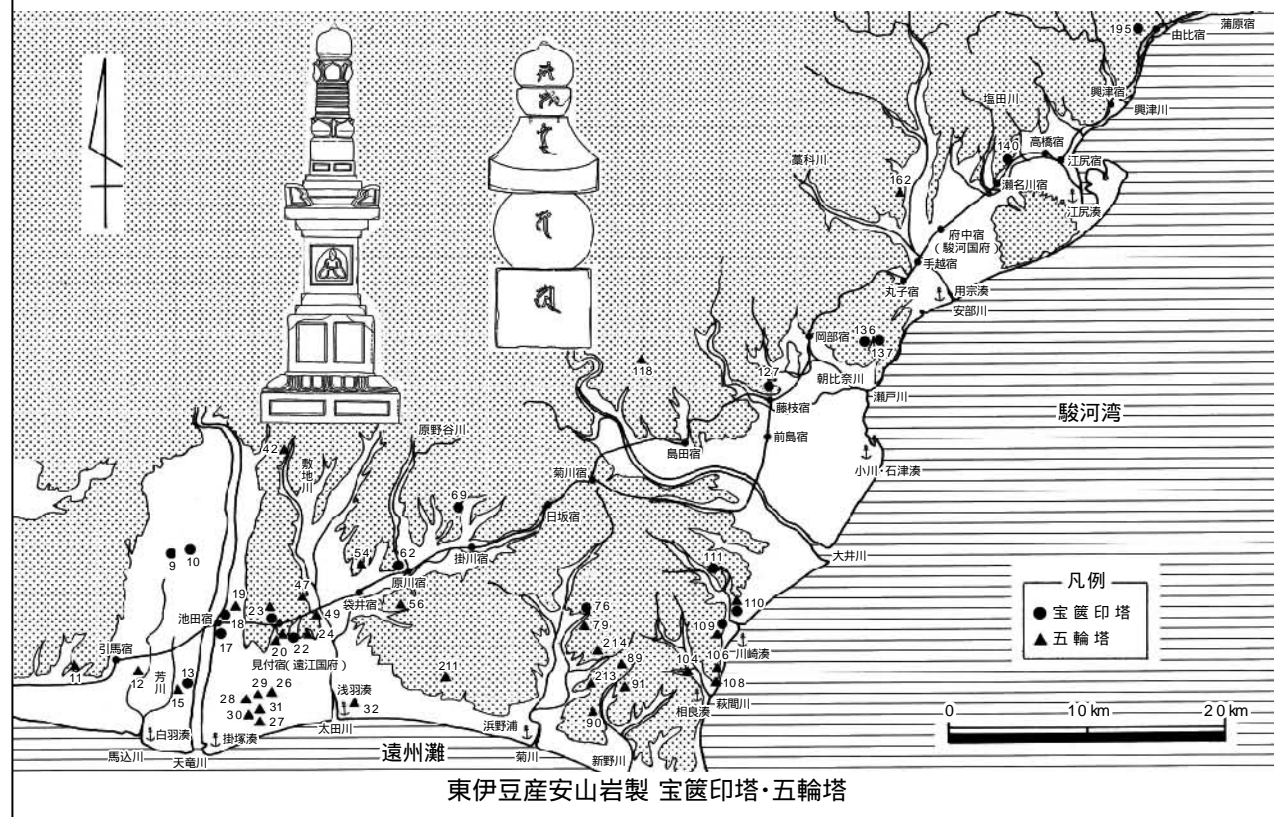 195
蒲原宿
由比宿
興津宿
興津川
塩田川
高橋宿
140
江尻宿
藁科川
162
瀬名川宿
江尻湊
府中宿
(駿河国府)
手越宿
丸子宿
用宗湊
安部川
岡部宿
136
137
118
127
朝比奈川
瀬戸川
藤枝宿
駿河湾
前島宿
島田宿
小川・石津湊
原野谷川
42
敷地川
菊川宿
69
日坂宿
掛川宿
大井川
9
10
54
62
原川宿
111
凡例
宝篋印塔
五輪塔
47
19
23
袋井宿
56
76
110
池田宿
18
49
79
109
17
20
22
24
川崎湊
引馬宿
見付宿(遠江国府)
214
89
104
106
11
12
芳川
13
211
213
91
108
15
28
29
26
浅羽湊
32
萩間川
相良湊
30
31
27
90
0
10km
20km
太田川
浜野浦
白羽湊
掛塚湊
馬込川
天竜川
遠州灘
菊川
新野川
東伊豆産安山岩製 宝篋印塔・五輪塔